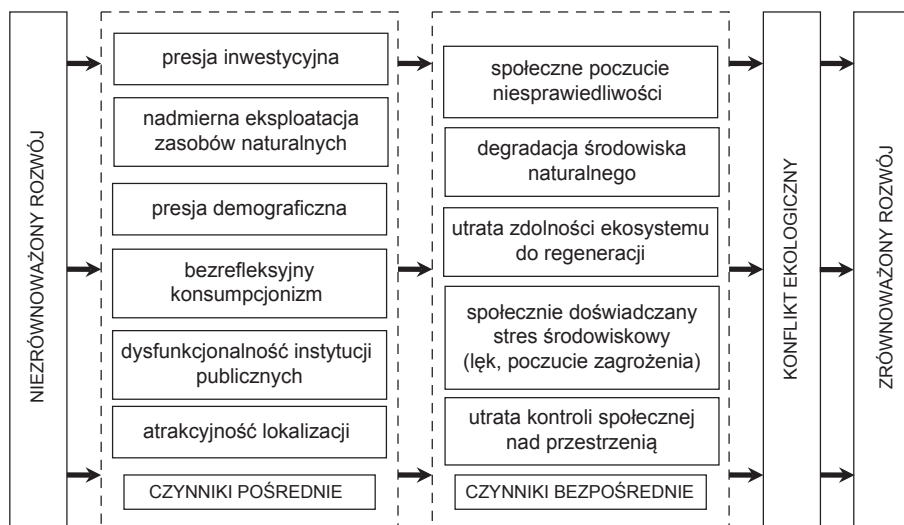 NIEZRÓWNOWAŻONY ROZWÓJ
presja inwestycyjna
nadmierna eksploatacja
zasobów naturalnych
presja demograficzna
bezrefleksyjny
konsumpcjonizm
dysfunkcjonalność instytucji
publicznych
atrakcyjność lokalizacji
CZYNNIKI POŚREDNIE
społeczne poczucie
niesprawiedliwości
degradacja środowiska
naturalnego
utrata zdolności ekosystemu
do regeneracji
społecznie doświadczany
stres środowiskowy
(lęk, poczucie zagrożenia)
utrata kontroli społecznej
nad przestrzenią
CZYNNIKI BEZPOŚREDNIE
KONFLIKT EKOLOGICZNY
ZRÓWNOWAŻONY ROZWÓJ